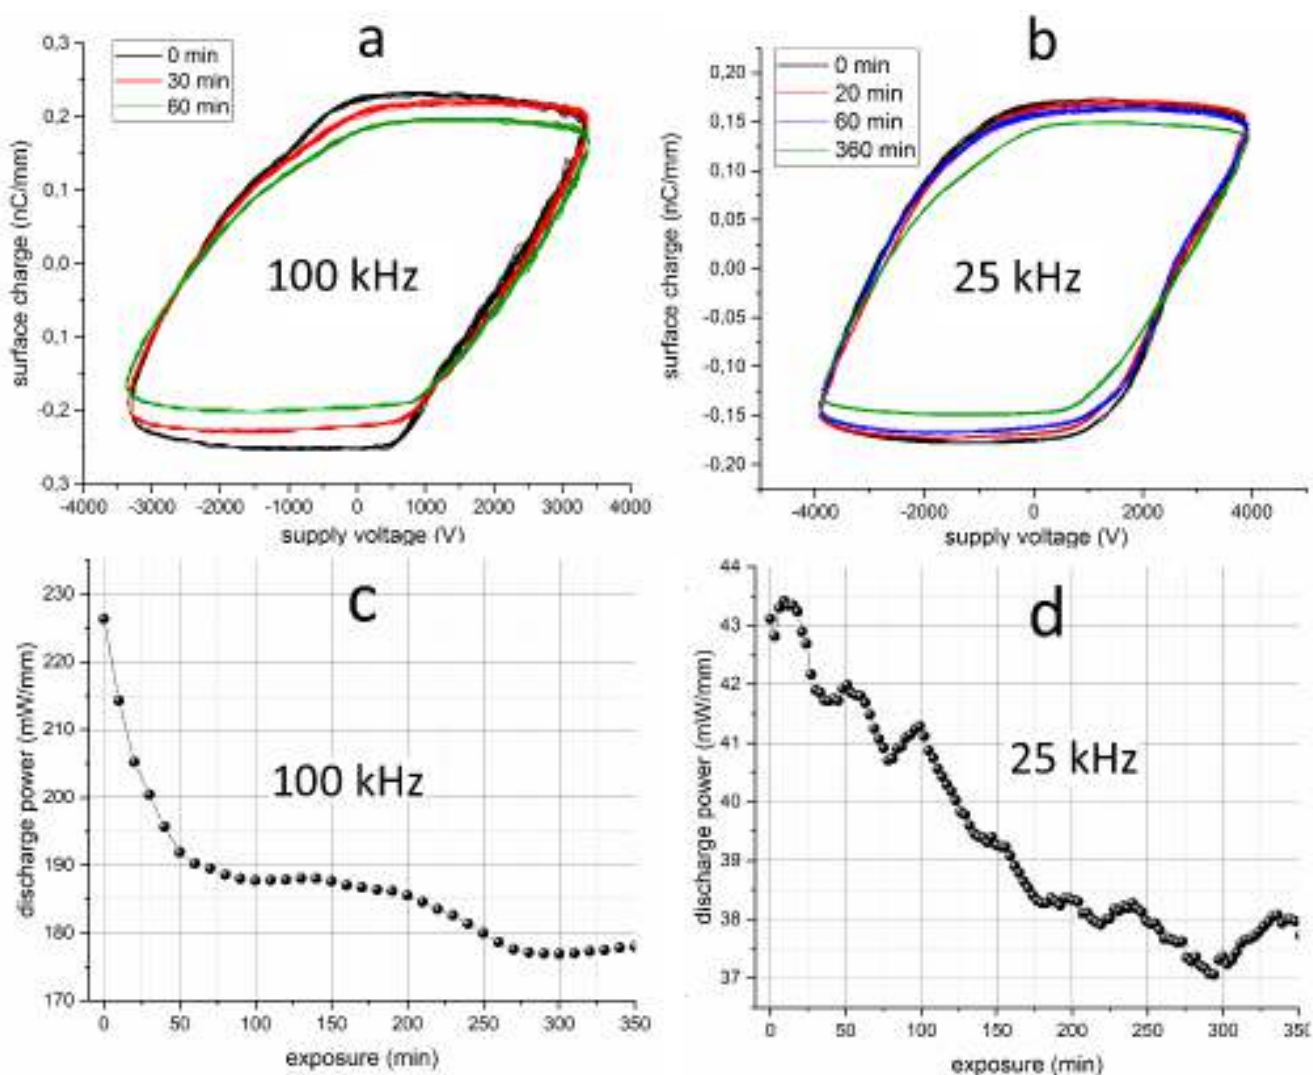 a
0,3
0,2
0,1
0,0
0,1
-0,2
0,3
surface charge (nC/mm)
0 min
30 min
60 min
100 kHz
-4000 -3000 -2000 -1000 0 1000 2000 3000 4000
supply voltage (V)
b
0,20
0,15
0,10
0,05
0,00
-0,05
-0,10
-0,15
-0,20
surface charge (nC/mm)
0 min
20 min
60 min
360 min
25 kHz
-4000 -2000 0 2000 4000
supply voltage (V)
c
230
220
210
200
190
180
170
discharge power (mW/mm)
100 kHz
0 50 100 150 200 250 300 350
exposure (min)
d
44
43
42
41
40
39
38
37
discharge power (mW/mm)
25 kHz
0 50 100 150 200 250 300 350
exposure (min)